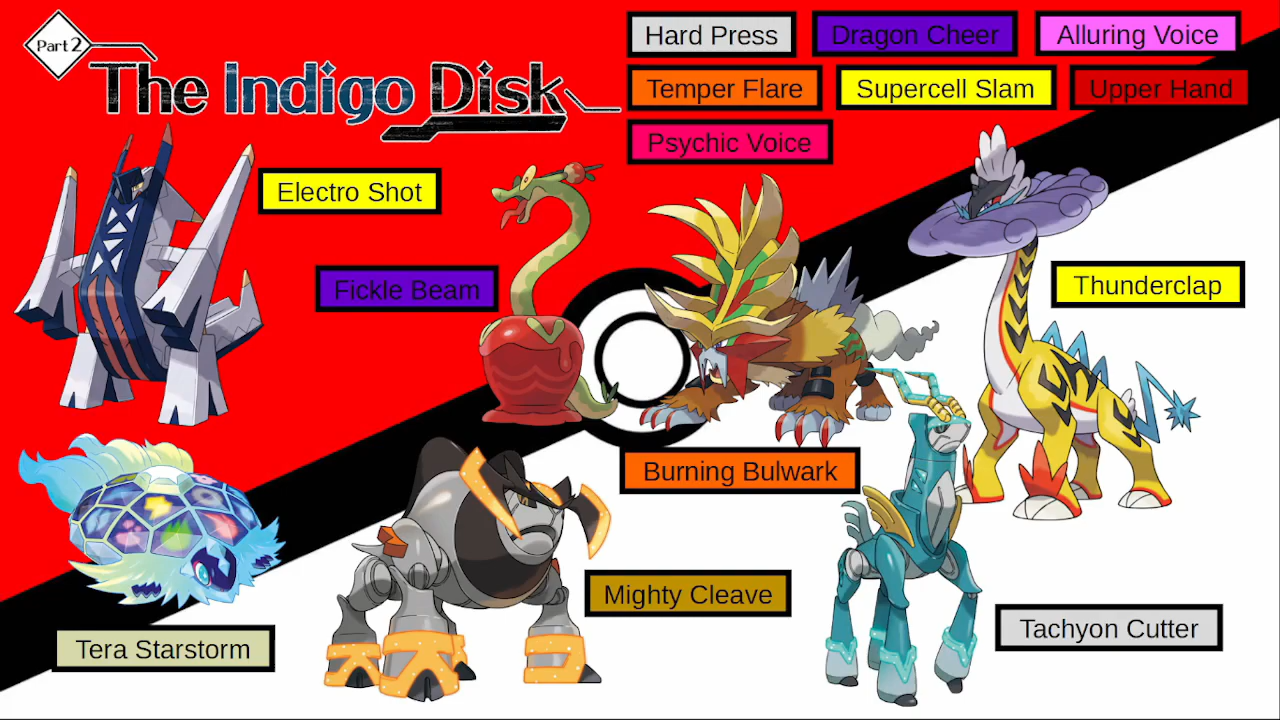 Part 2
The Indigo Disk
Hard Press
Dragon Cheer
Alluring Voice
Temper Flare
Supercell Slam
Upper Hand
Psychic Voice
Electro Shot
Fickle Beam
Thunderclap
Burning Bulwark
Mighty Cleave
Tachyon Cutter
Tera Starstorm